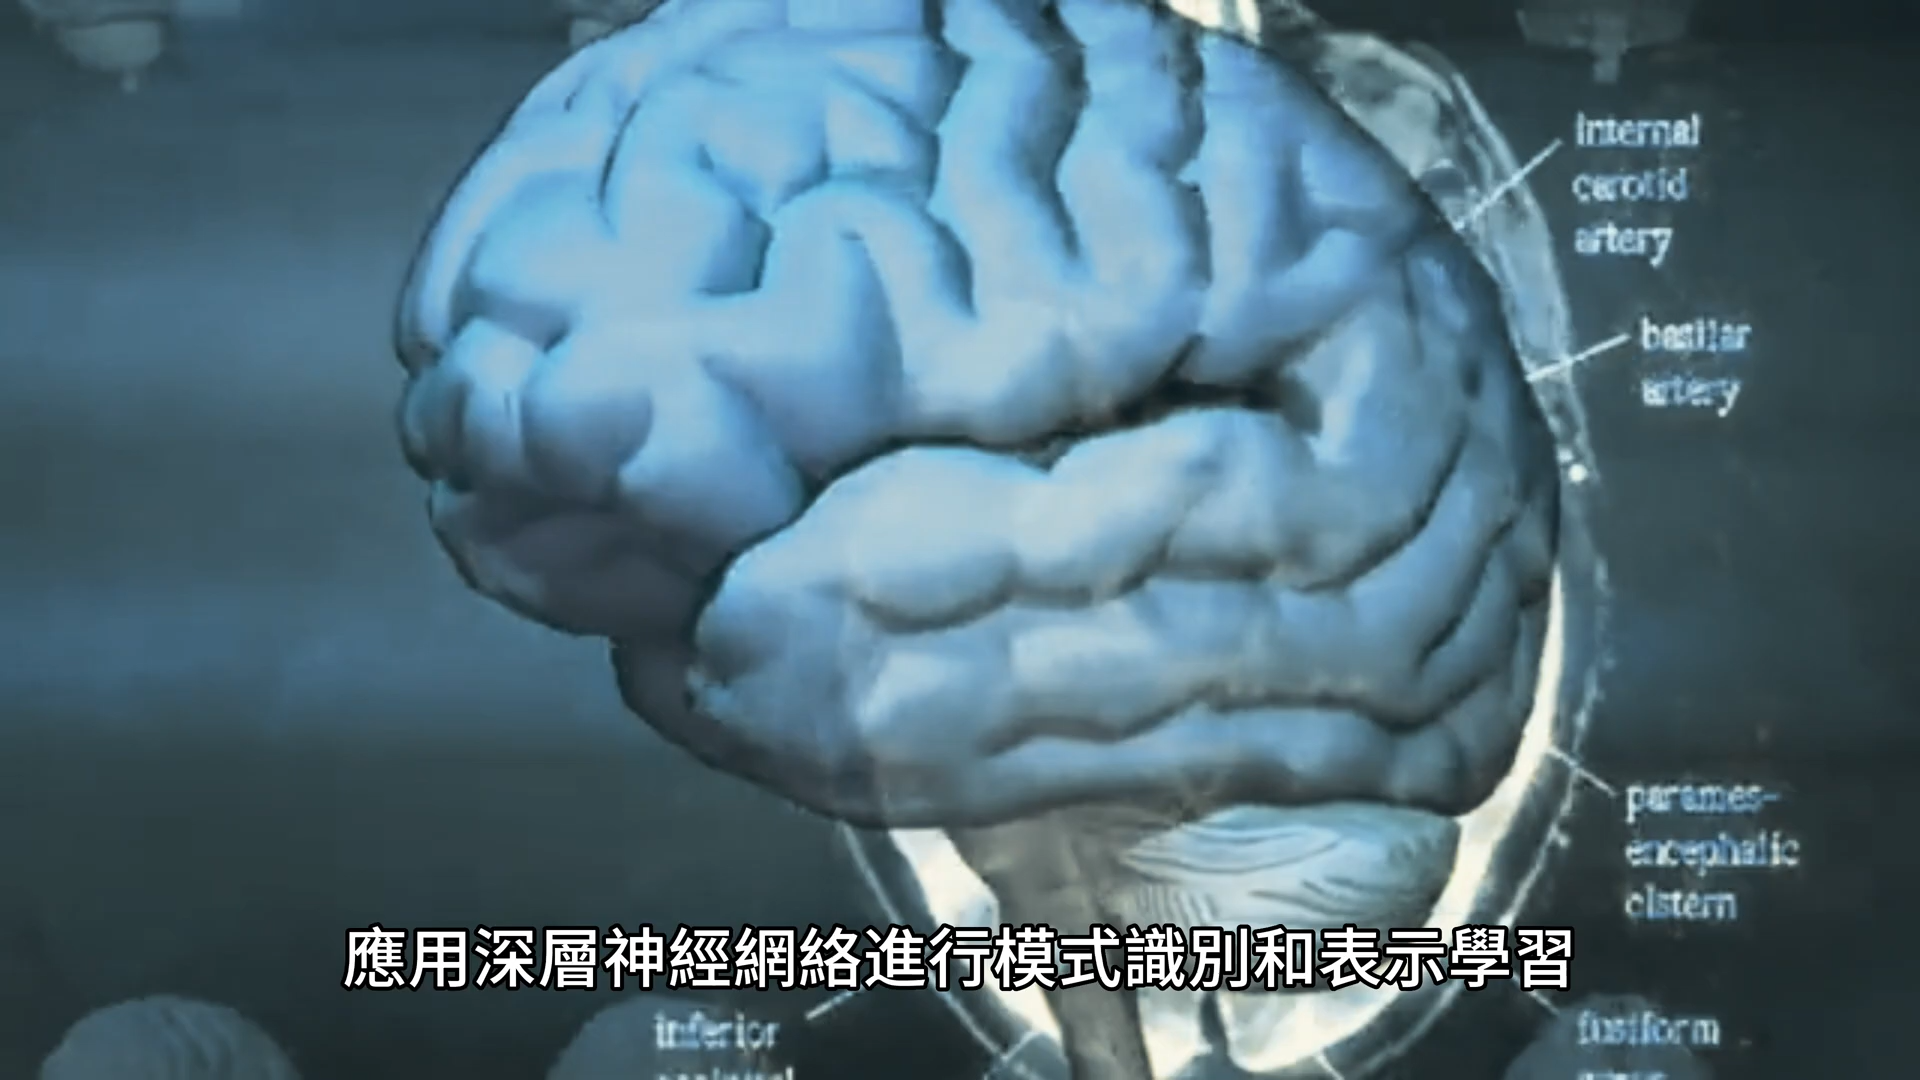 internal
carotid
artery
basilar
artery
parames-
encephalic
cistern
應用深層神經網絡進行模式識別和表示學習
inferior
fusiform